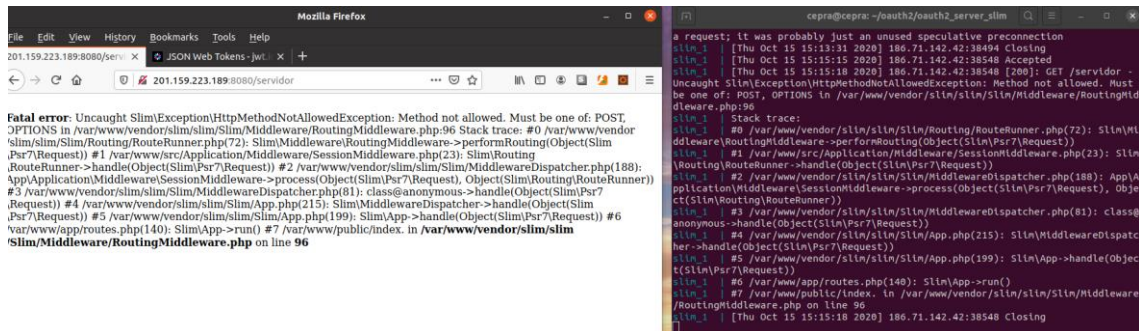 Mozilla Firefox
File Edit View History Bookmarks Tools Help
201.159.223.189:8080/servi × JSON Web Tokens - jwt.i × +
201.159.223.189:8080/servidor
Fatal error: Uncaught Slim\Exception\HttpMethodNotAllowedException: Method not allowed. Must be one of: POST,
OPTIONS in /var/www/vendor/slim/slim/Slim/Middleware/RoutingMiddleware.php:96 Stack trace: #0 /var/www/vendor
/slim/slim/Slim/Routing/RouteRunner.php(72): Slim\Middleware\RoutingMiddleware->performRouting(Object(Slim
\Psr7\Request)) #1 /var/www/src/Application/Middleware/SessionMiddleware.php(23): Slim\Routing
\RouteRunner->handle(Object(Slim\Psr7\Request)) #2 /var/www/vendor/slim/slim/Slim/MiddlewareDispatcher.php(188):
App\Application\Middleware\SessionMiddleware->process(Object(Slim\Psr7\Request), Object(Slim\Routing\RouteRunner))
#3 /var/www/vendor/slim/slim/Slim/MiddlewareDispatcher.php(81): class@anonymous->handle(Object(Slim\Psr7
\Request)) #4 /var/www/vendor/slim/slim/Slim/App.php(215): Slim\MiddlewareDispatcher->handle(Object(Slim
\Psr7\Request)) #5 /var/www/vendor/slim/slim/Slim/App.php(199): Slim\App->handle(Object(Slim\Psr7\Request)) #6
/var/www/app/routes.php(140): Slim\App->run() #7 /var/www/public/index. in /var/www/vendor/slim/slim
/Slim/Middleware/RoutingMiddleware.php on line 96
cepra@cepra: ~/oauth2/oauth2_server_slim
a request; it was probably just an unused speculative preconnection
slim_1 | [Thu Oct 15 15:13:31 2020] 186.71.142.42:38494 Closing
slim_1 | [Thu Oct 15 15:15:15 2020] 186.71.142.42:38548 Accepted
slim_1 | [Thu Oct 15 15:15:18 2020] 186.71.142.42:38548 [200]: GET /servidor -
Uncaught Slim\Exception\HttpMethodNotAllowedException: Method not allowed. Must
be one of: POST, OPTIONS in /var/www/vendor/slim/slim/Slim/Middleware/RoutingMid
dleware.php:96
slim_1 | Stack trace:
slim_1 | #0 /var/www/vendor/slim/slim/Slim/Routing/RouteRunner.php(72): Slim\Mi
ddleware\RoutingMiddleware->performRouting(Object(Slim\Psr7\Request))
slim_1 | #1 /var/www/src/Application/Middleware/SessionMiddleware.php(23): Slim
\Routing\RouteRunner->handle(Object(Slim\Psr7\Request))
slim_1 | #2 /var/www/vendor/slim/slim/Slim/MiddlewareDispatcher.php(188): App\A
pplication\Middleware\SessionMiddleware->process(Object(Slim\Psr7\Request), Obje
ct(Slim\Routing\RouteRunner))
slim_1 | #3 /var/www/vendor/slim/slim/Slim/MiddlewareDispatcher.php(81): class@
anonymous->handle(Object(Slim\Psr7\Request))
slim_1 | #4 /var/www/vendor/slim/slim/Slim/App.php(215): Slim\MiddlewareDispatc
her->handle(Object(Slim\Psr7\Request))
slim_1 | #5 /var/www/vendor/slim/slim/Slim/App.php(199): Slim\App->handle(Objec
t(Slim\Psr7\Request))
slim_1 | #6 /var/www/app/routes.php(140): Slim\App->run()
slim_1 | #7 /var/www/public/index. in /var/www/vendor/slim/slim/Slim/Middleware
/RoutingMiddleware.php on line 96
slim_1 | [Thu Oct 15 15:15:18 2020] 186.71.142.42:38548 Closing